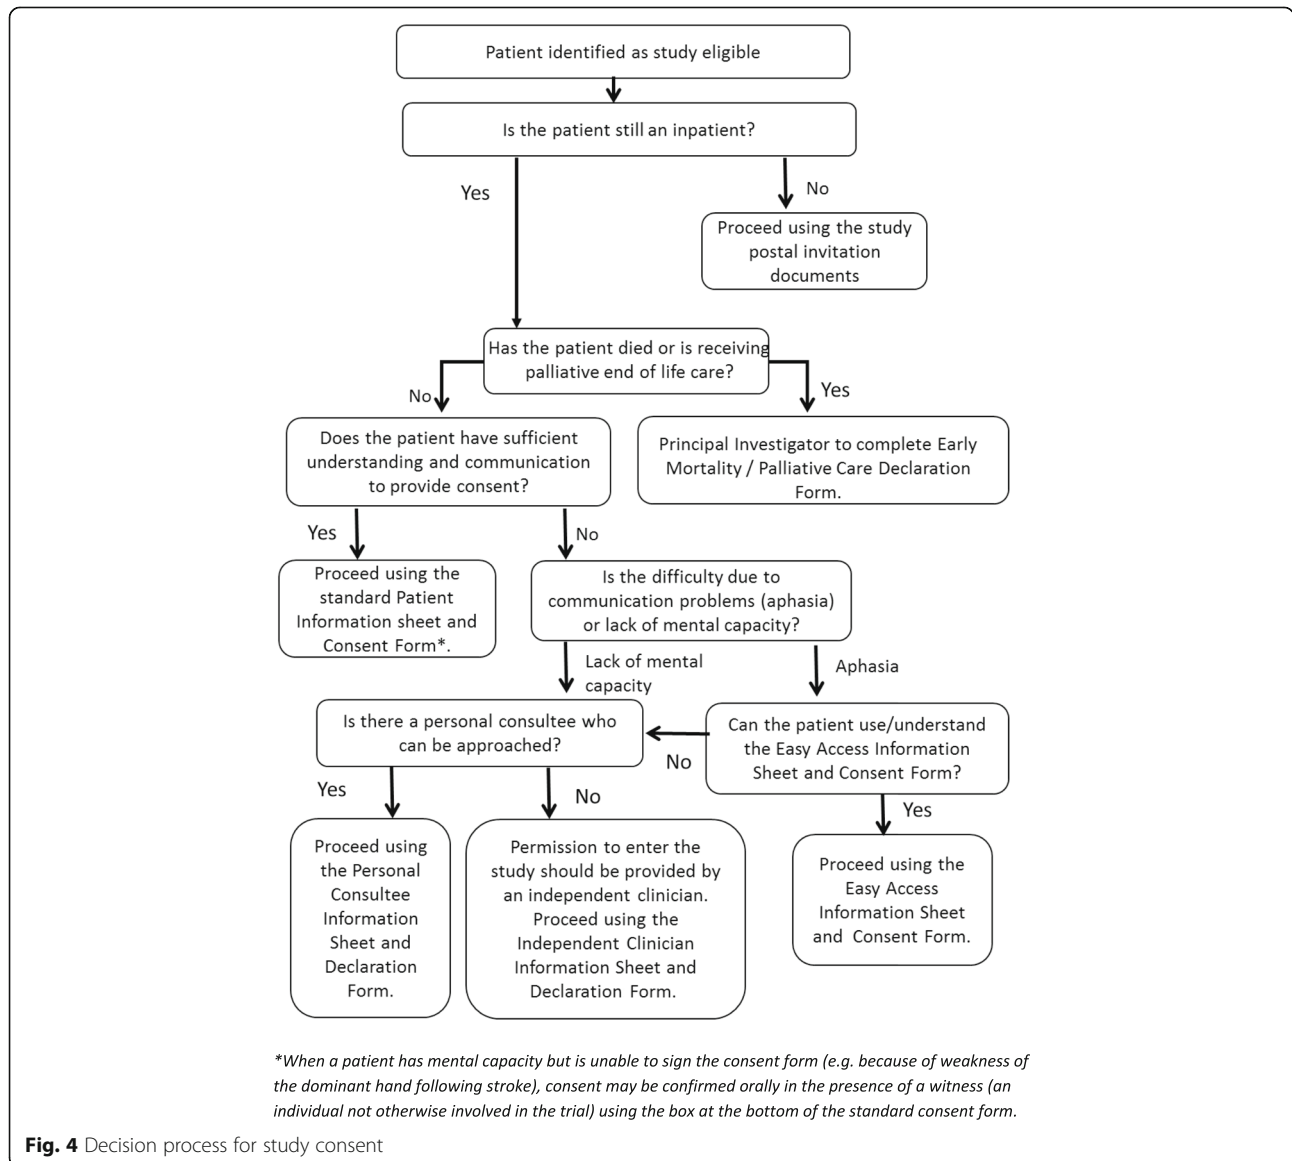 Patient identified as study eligible
Is the patient still an inpatient?
Yes
No
Proceed using the study
postal invitation
documents
Has the patient died or is receiving
palliative end of life care?
No
Yes
Does the patient have sufficient
understanding and communication
to provide consent?
Principal Investigator to complete Early
Mortality / Palliative Care Declaration
Form.
Yes
No
Proceed using the
standard Patient
Information sheet and
Consent Form*.
Is the difficulty due to
communication problems (aphasia)
or lack of mental capacity?
Lack of mental
capacity
Aphasia
Is there a personal consultee who
can be approached?
Can the patient use/understand
the Easy Access Information
Sheet and Consent Form?
No
Yes
No
Yes
Proceed using
the Personal
Consultee
Information
Sheet and
Declaration
Form.
Permission to enter the
study should be provided by
an independent clinician.
Proceed using the
Independent Clinician
Information Sheet and
Declaration Form.
Proceed using the
Easy Access
Information Sheet
and Consent Form.
*When a patient has mental capacity but is unable to sign the consent form (e.g. because of weakness of
the dominant hand following stroke), consent may be confirmed orally in the presence of a witness (an
individual not otherwise involved in the trial) using the box at the bottom of the standard consent form.
Fig. 4 Decision process for study consent